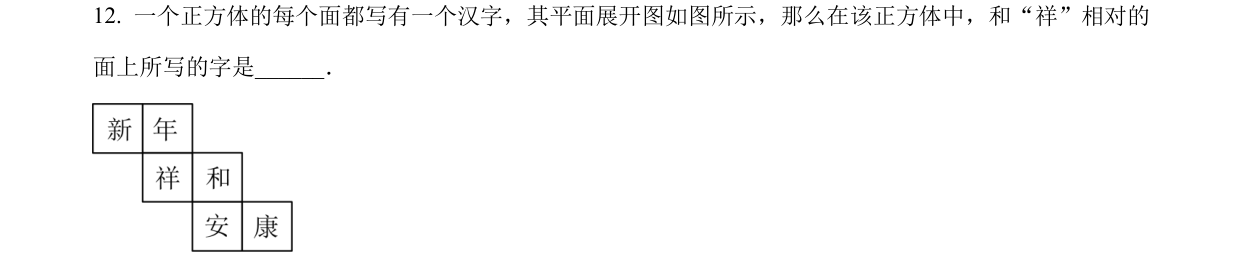 12. 一个正方体的每个面都写有一个汉字，其平面展开图如图所示，那么在该正方体中，和“祥”相对的
面上所写的字是______．
新 年
祥 和
安 康